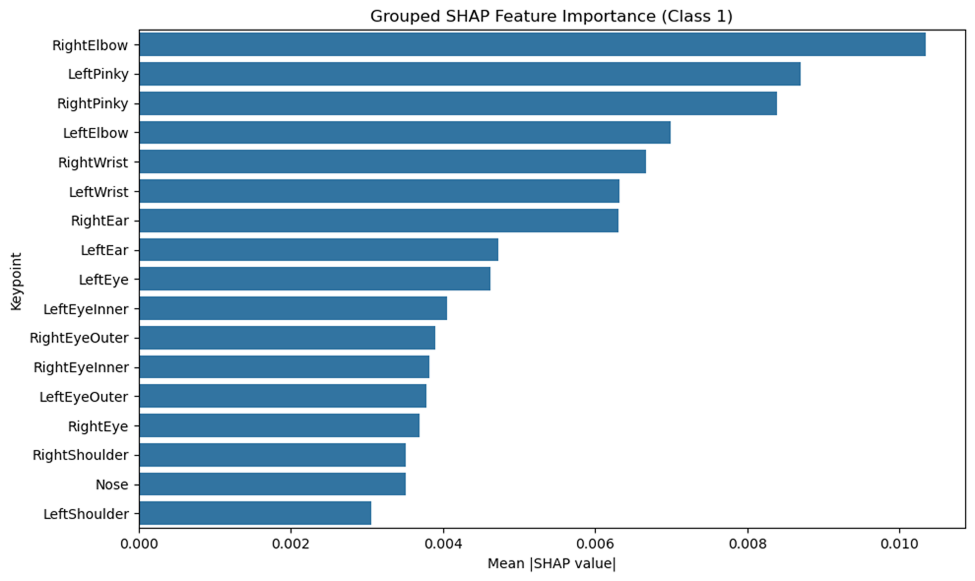 Grouped SHAP Feature Importance (Class 1)
RightElbow
LeftPinky
RightPinky
LeftElbow
RightWrist
LeftWrist
RightEar
LeftEar
LeftEye
LeftEyeInner
RightEyeOuter
RightEyeInner
LeftEyeOuter
RightEye
RightShoulder
Nose
LeftShoulder
Keypoint
0.000 0.002 0.004 0.006 0.008 0.010
Mean |SHAP value|